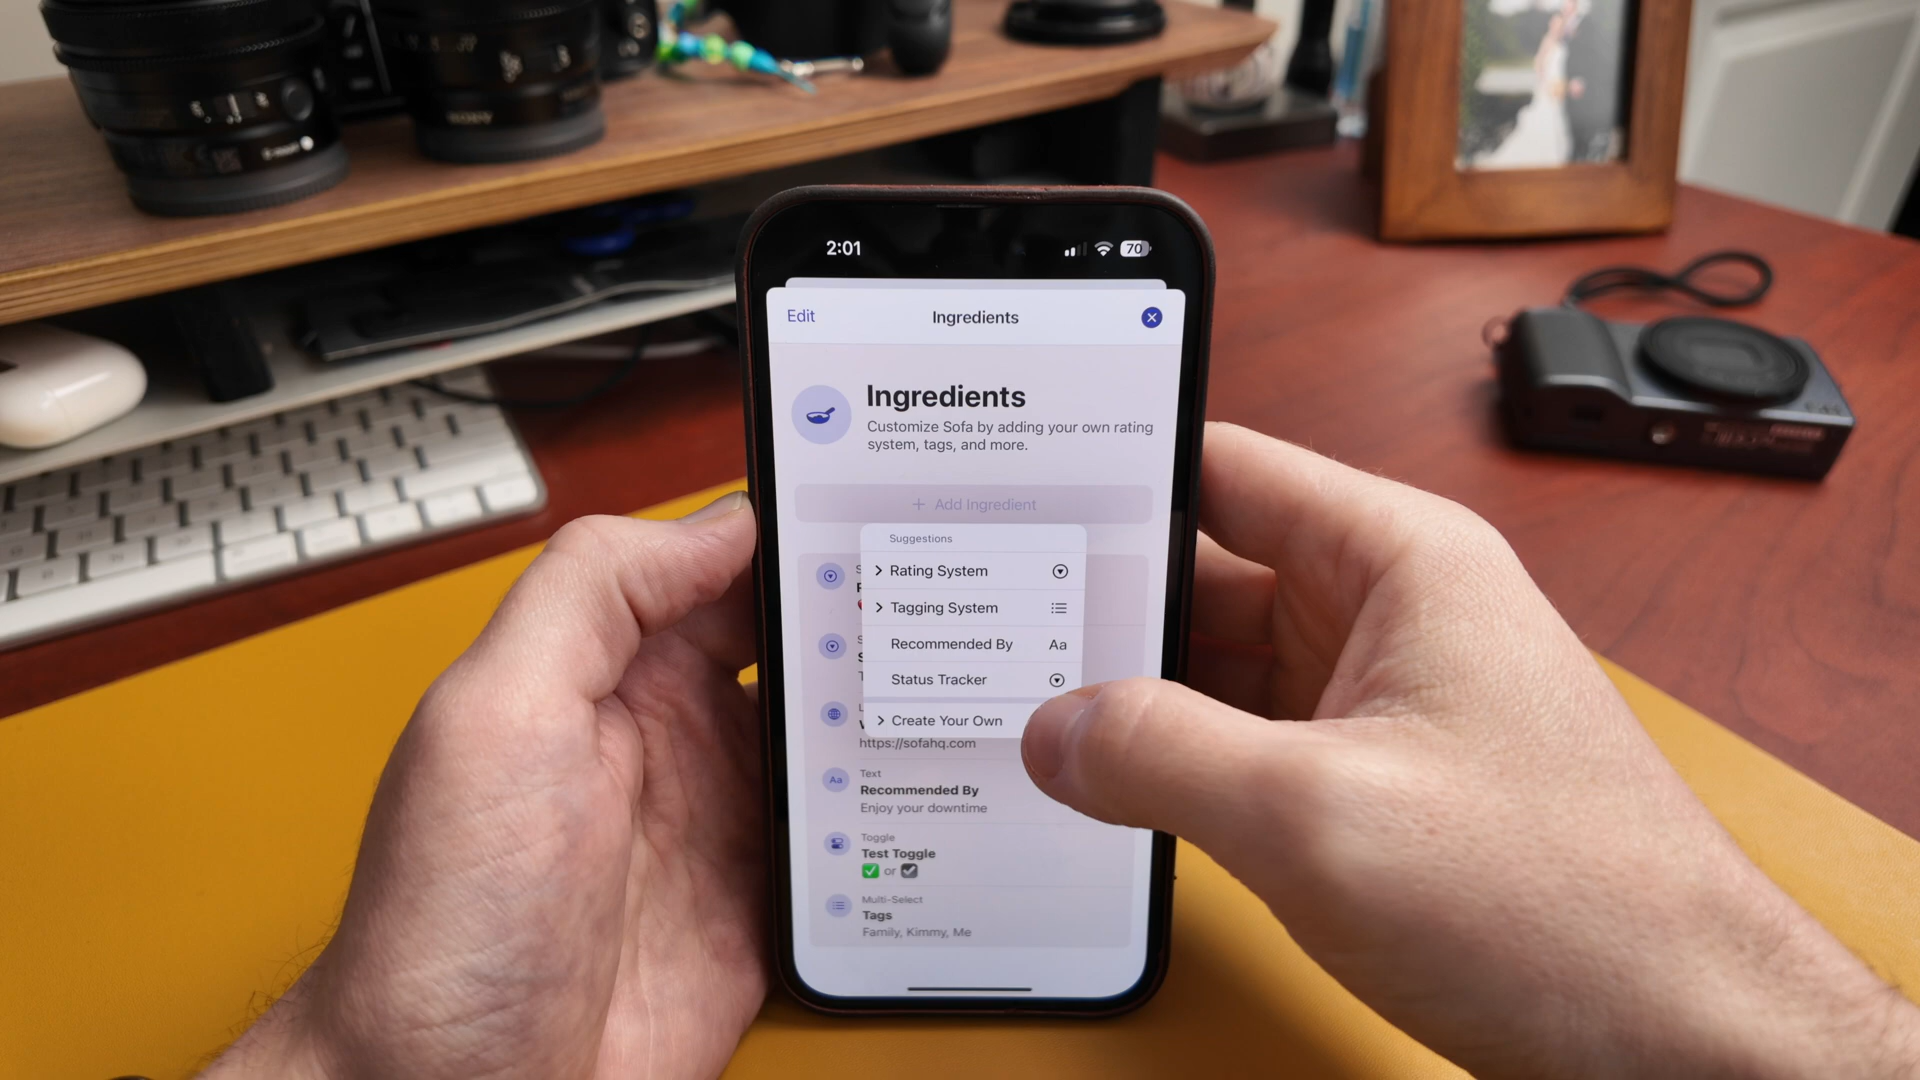 SONY
2:01
70
Edit
Ingredients
Ingredients
Customize Sofa by adding your own rating
system, tags, and more.
+ Add Ingredient
Suggestions
Rating System
Tagging System
Recommended By Aa
Status Tracker
Create Your Own
https://sofahq.com
Aa
Text
Recommended By
Enjoy your downtime
Toggle
Test Toggle
or
Multi-Select
Tags
Family, Kimmy, Me